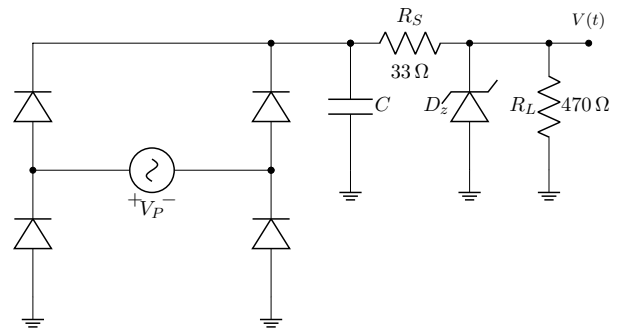 R_S
V(t)
33 Ω
C
D_z
R_L
470 Ω
+
V_P
−